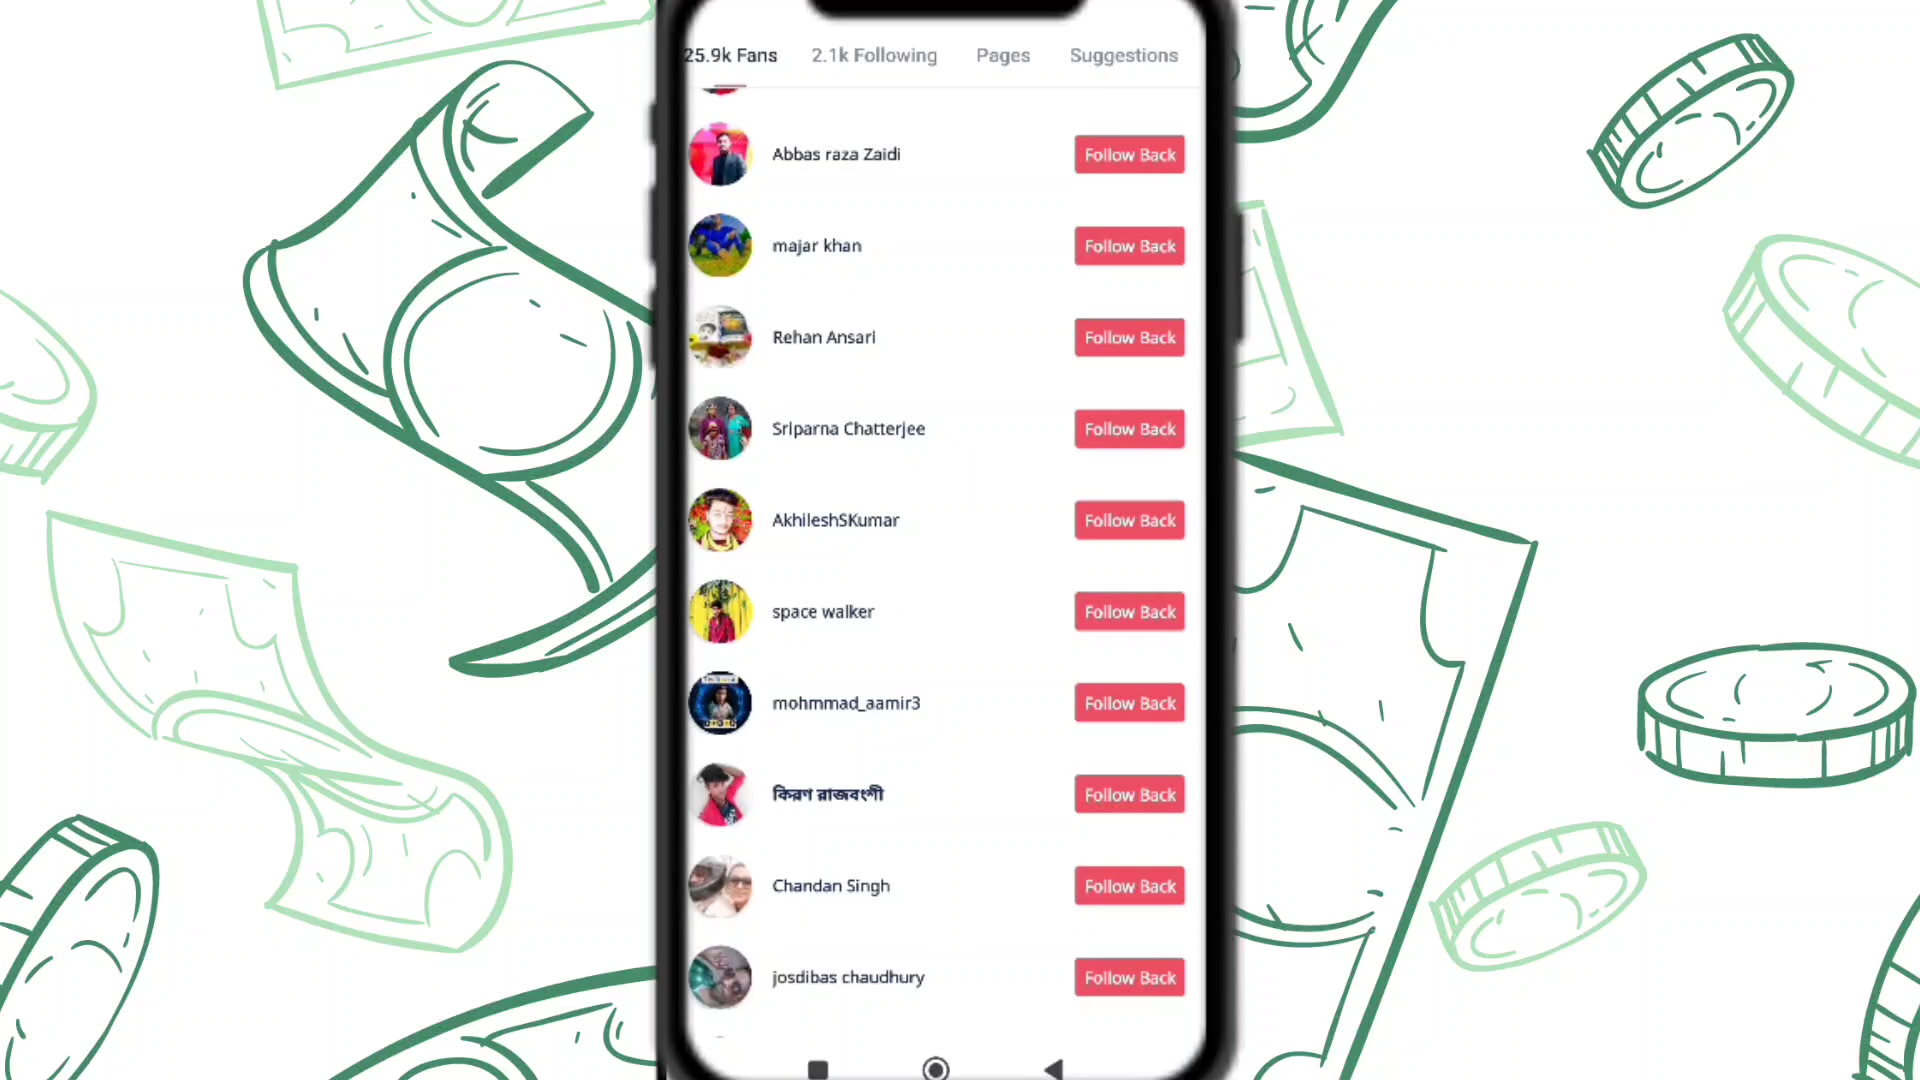 25.9k Fans 2.1k Following Pages Suggestions
Abbas raza Zaidi Follow Back
majar khan Follow Back
Rehan Ansari Follow Back
Sriparna Chatterjee Follow Back
AkhileshSKumar Follow Back
space walker Follow Back
mohmmad_aamir3 Follow Back
কিরণ রাজবংশী Follow Back
Chandan Singh Follow Back
josdibas chaudhury Follow Back